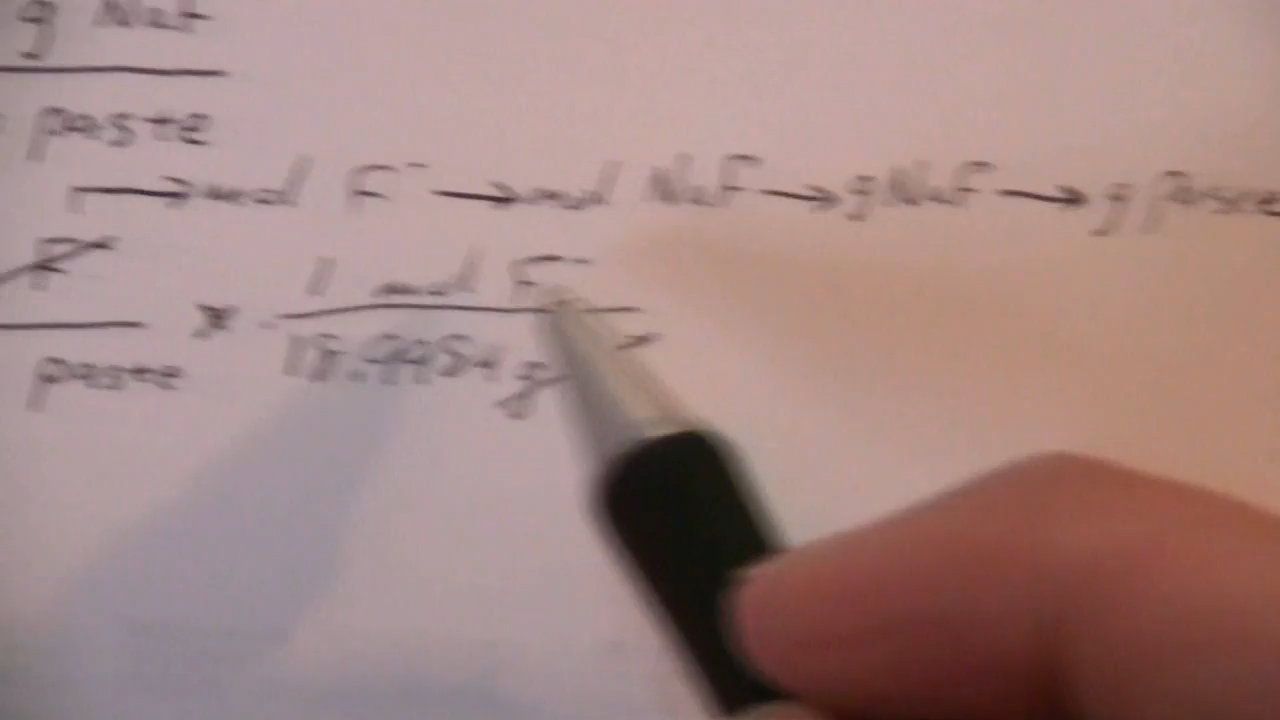 g NaF
paste
→ mol F⁻ → mol NaF → g NaF → g paste
F x 1 mol F⁻
paste 18.9984 g